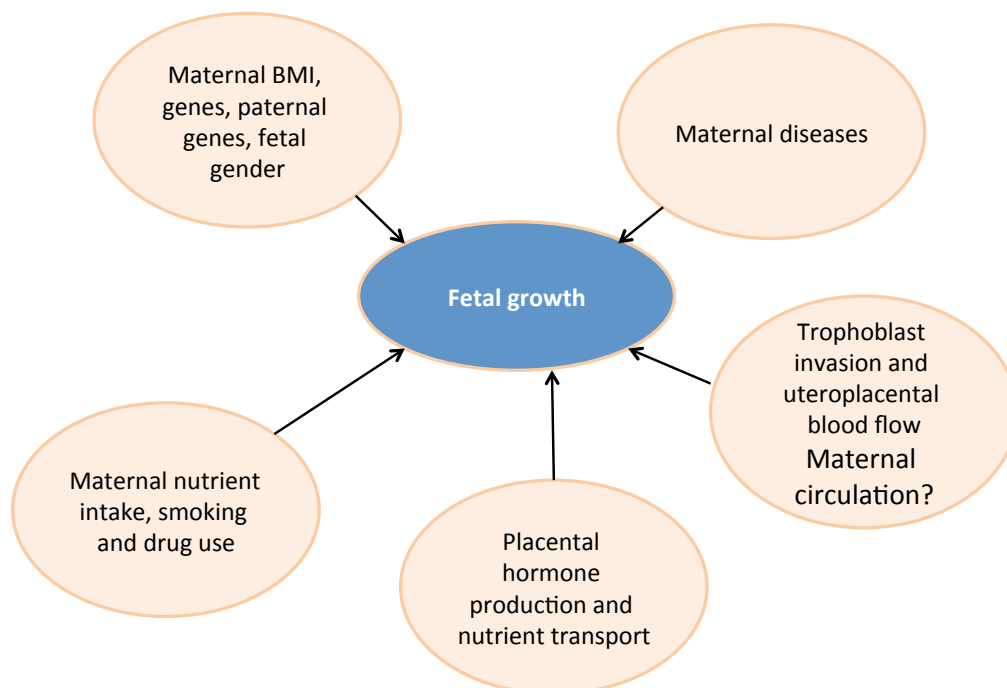 Maternal BMI,
genes, paternal
genes, fetal
gender
Maternal diseases
Fetal growth
Trophoblast
invasion and
uteroplacental
blood flow
Maternal
circulation?
Maternal nutrient
intake, smoking
and drug use
Placental
hormone
production and
nutrient transport